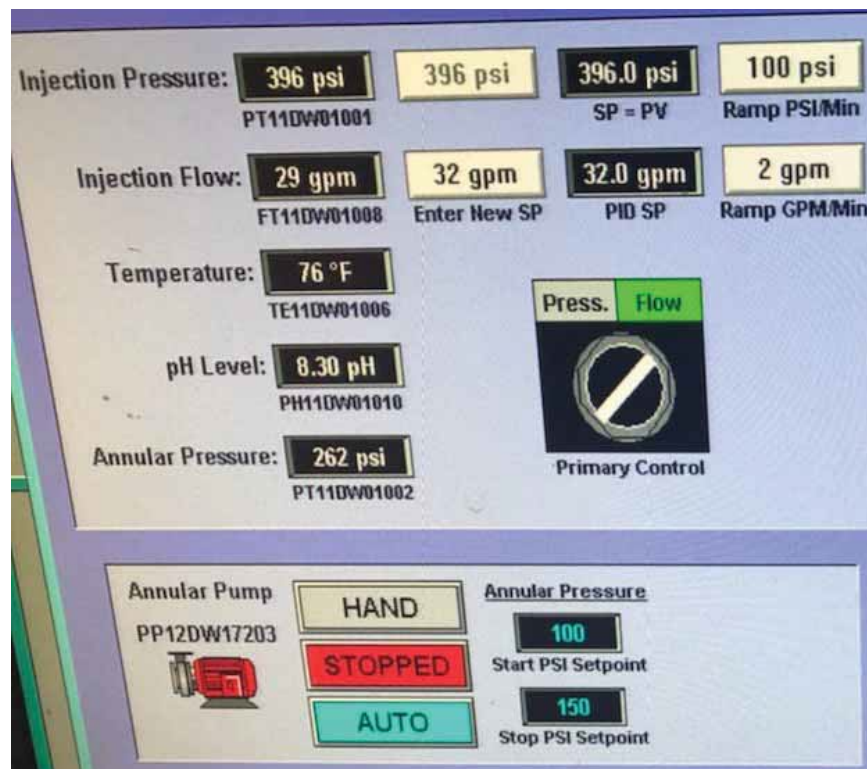 Injection Pressure: 396 psi 396 psi 396.0 psi 100 psi
PT11DW01001 SP = PV Ramp PSI/Min
Injection Flow: 29 gpm 32 gpm 32.0 gpm 2 gpm
FT11DW01008 Enter New SP PID SP Ramp GPM/Min
Temperature: 76 °F
TE11DW01006
Press. Flow
pH Level: 8.30 pH
PH11DW01010
Annular Pressure: 262 psi
Primary Control
PT11DW01002
Annular Pump HAND Annular Pressure
PP12DW17203 100
STOPPED Start PSI Setpoint
AUTO 150
Stop PSI Setpoint